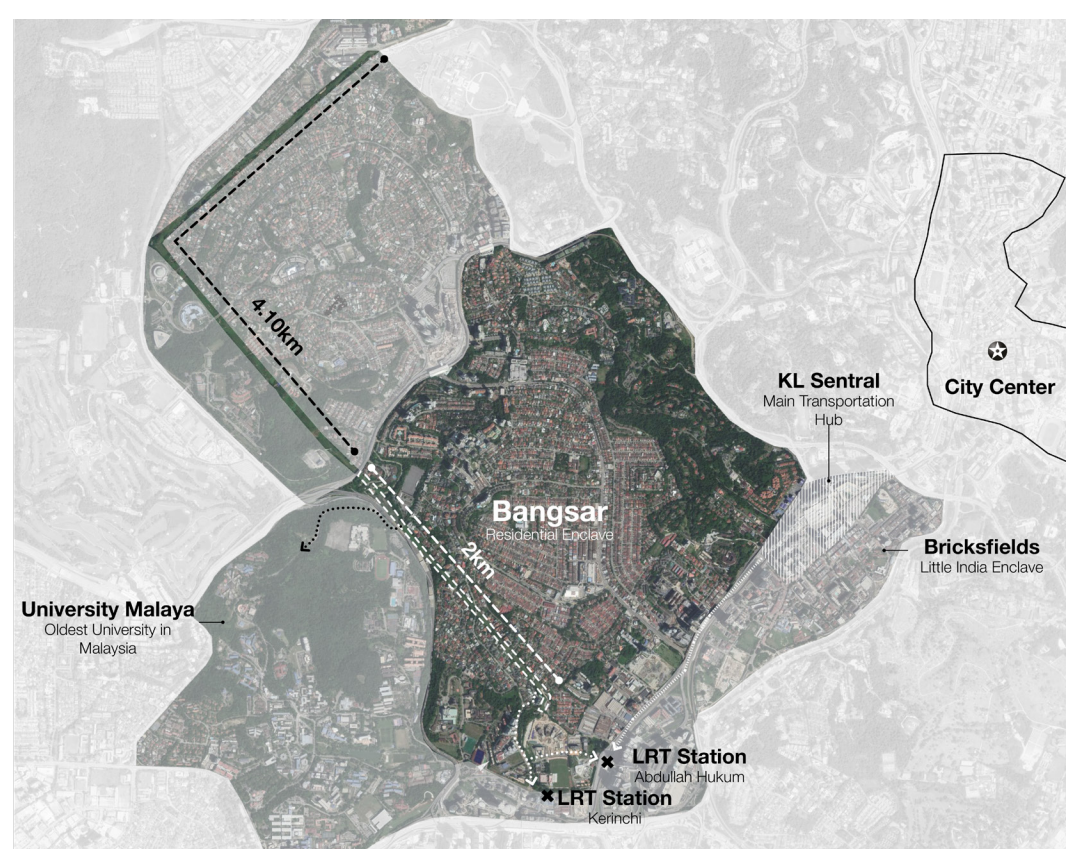 4.10km
KL Sentral
Main Transportation
Hub
City Center
Bangsar
Residential Enclave
2km
Bricksfields
Little India Enclave
University Malaya
Oldest University in
Malaysia
LRT Station
Abdullah Hukum
LRT Station
Kerinchi